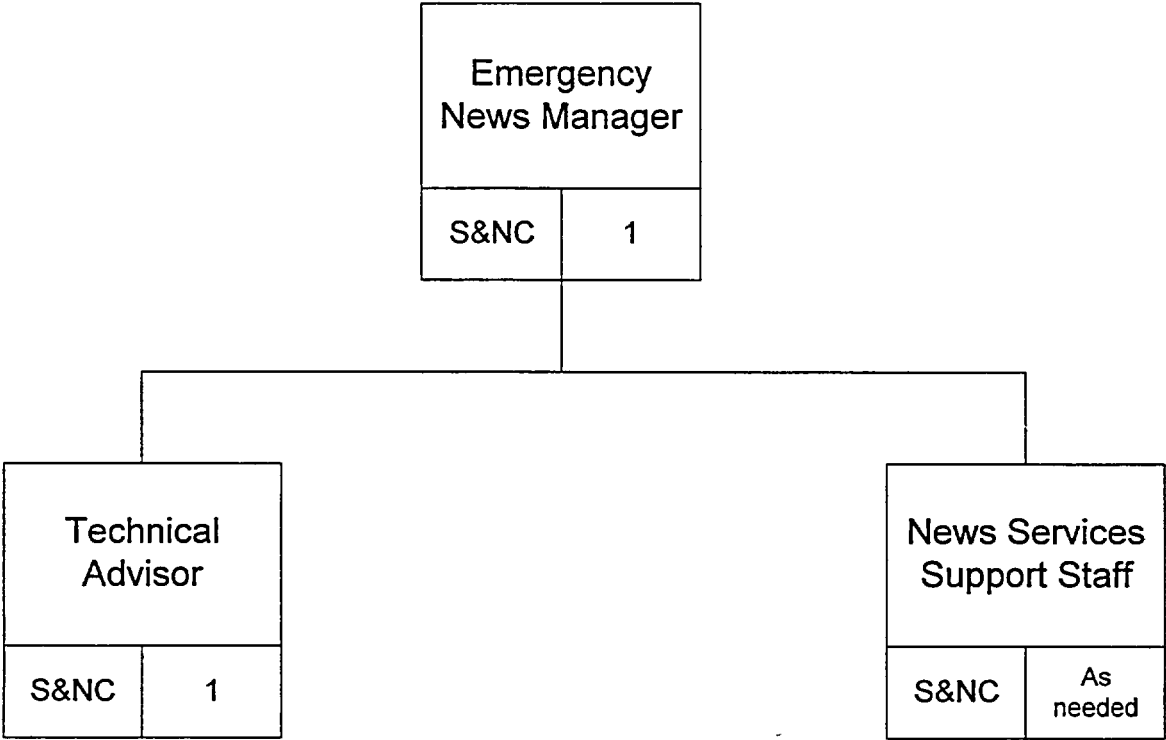 Emergency
News Manager
S&NC 1
Technical
Advisor
S&NC 1
News Services
Support Staff
S&NC As
needed